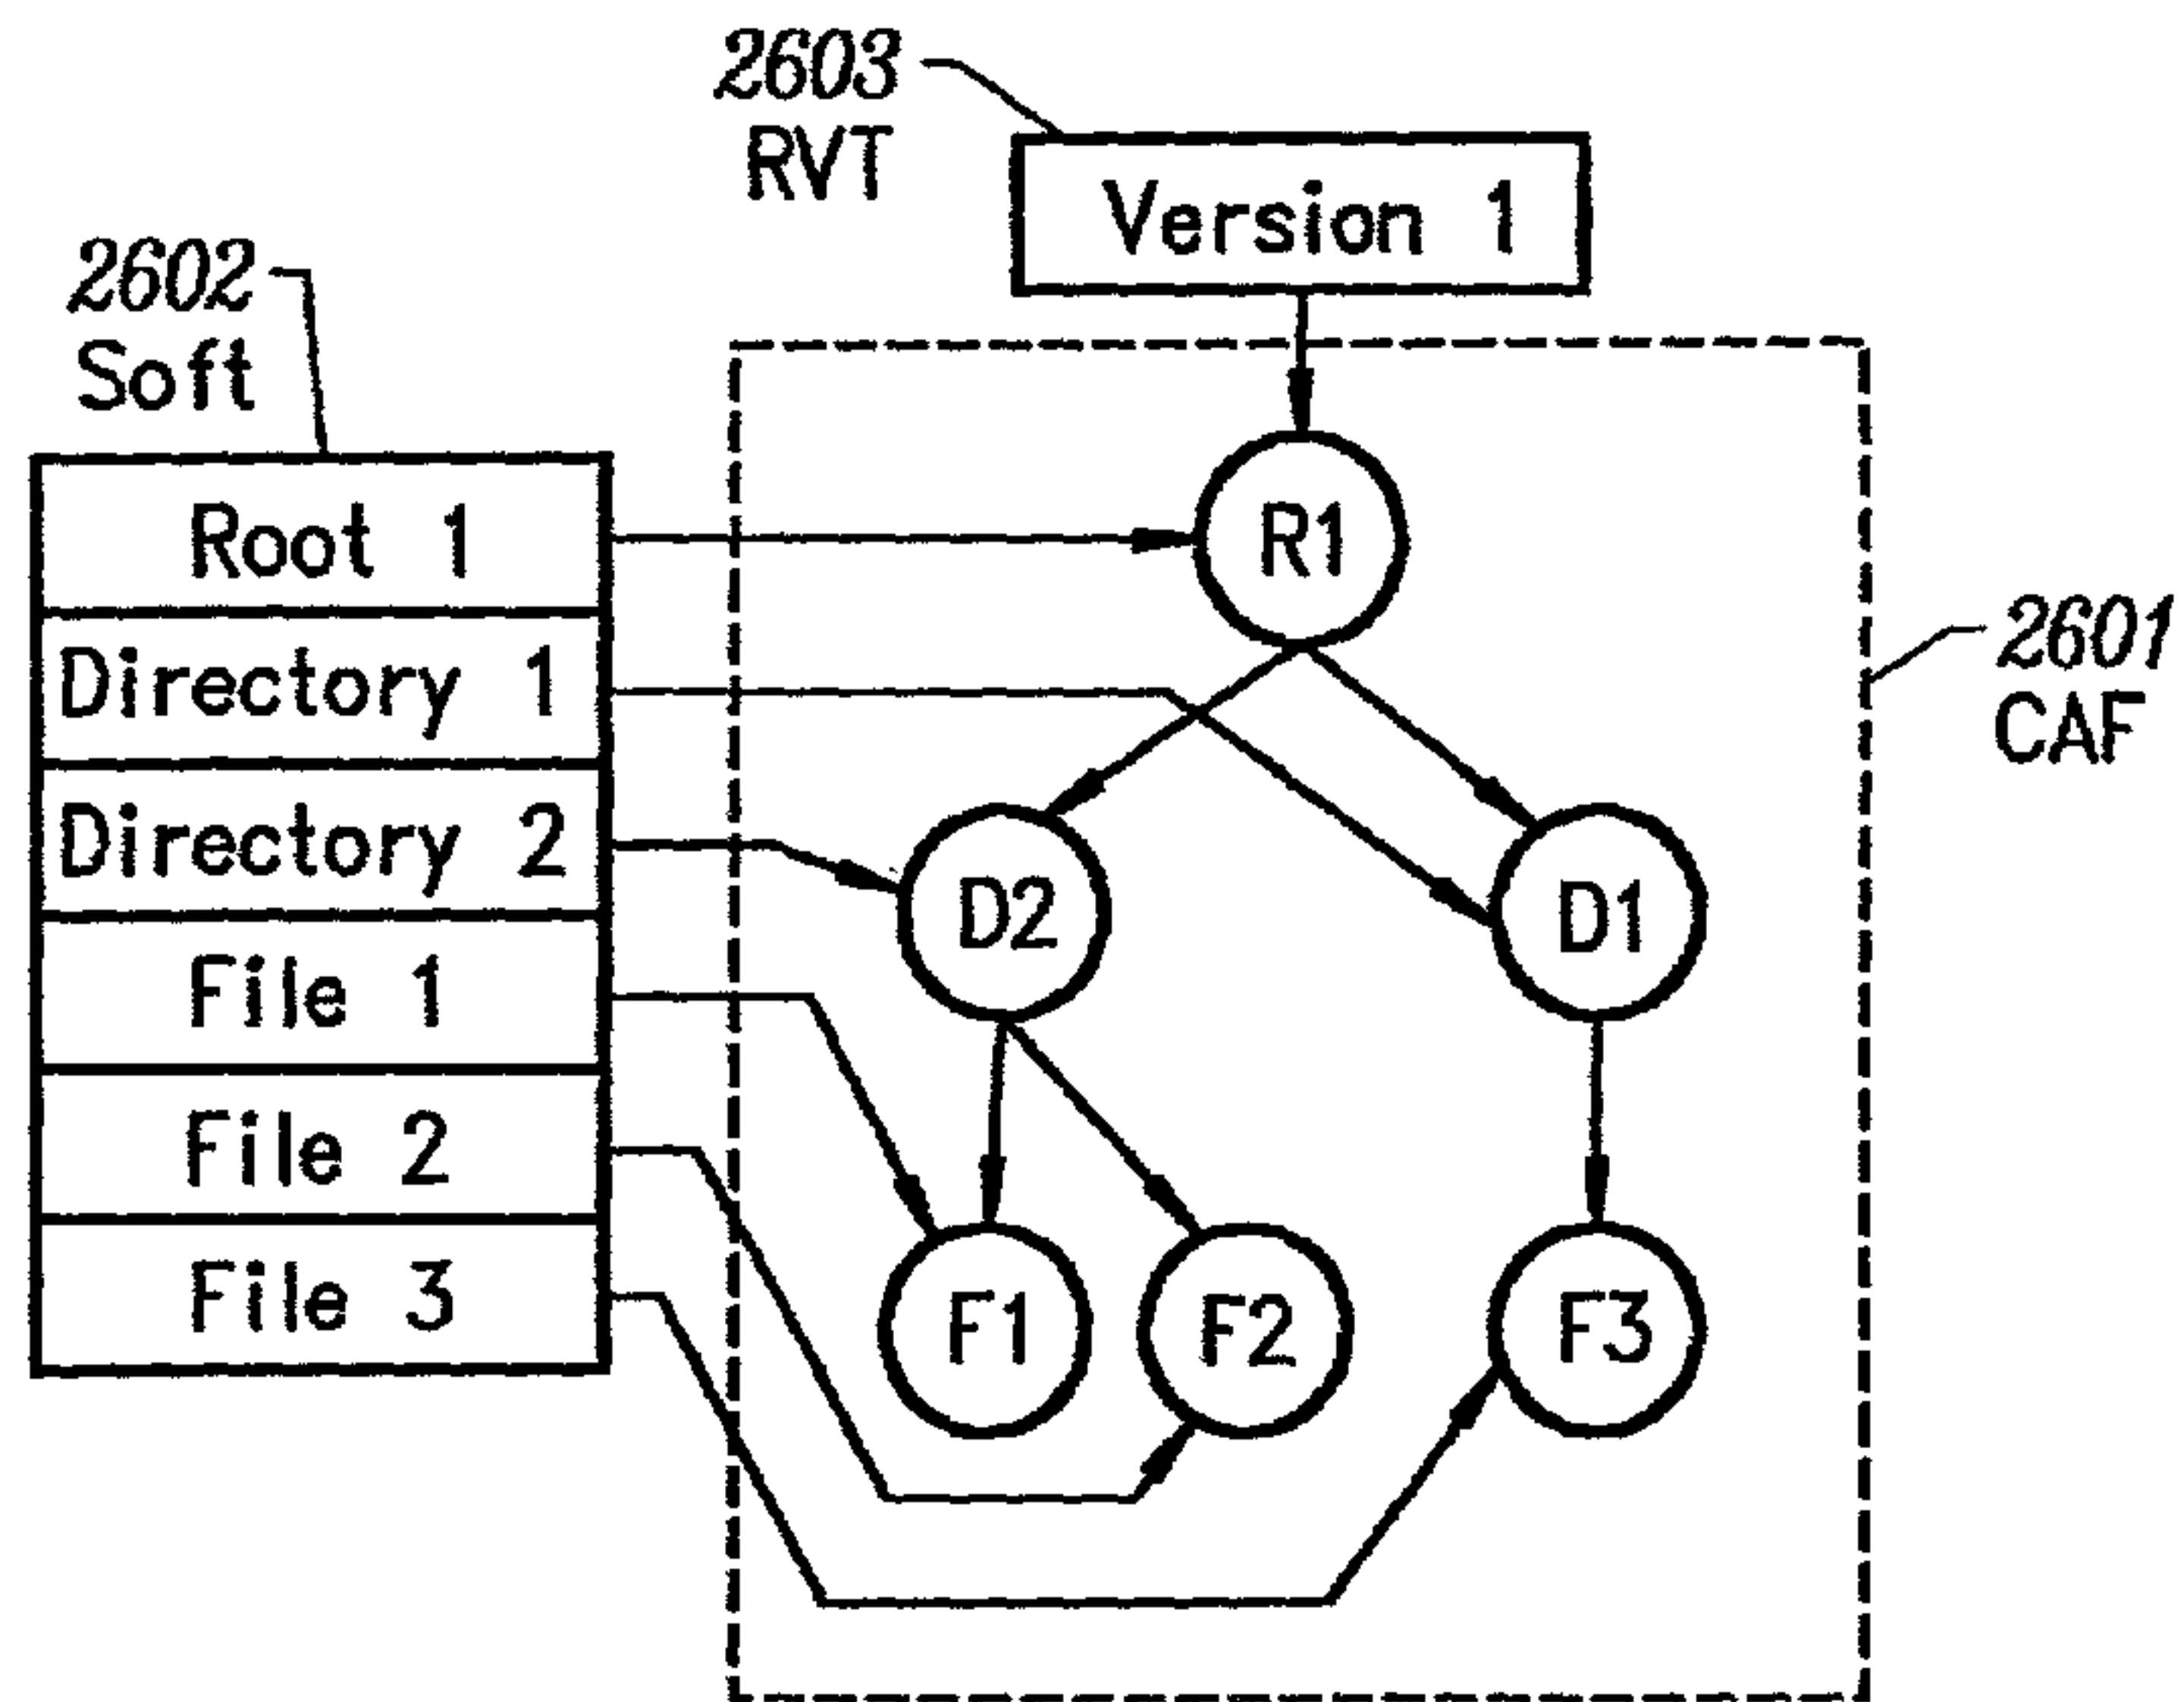 2603
RVT
Version 1
2602
Soft
Root 1
Directory 1
Directory 2
File 1
File 2
File 3
R1
D2
D1
F1
F2
F3
2601
CAF